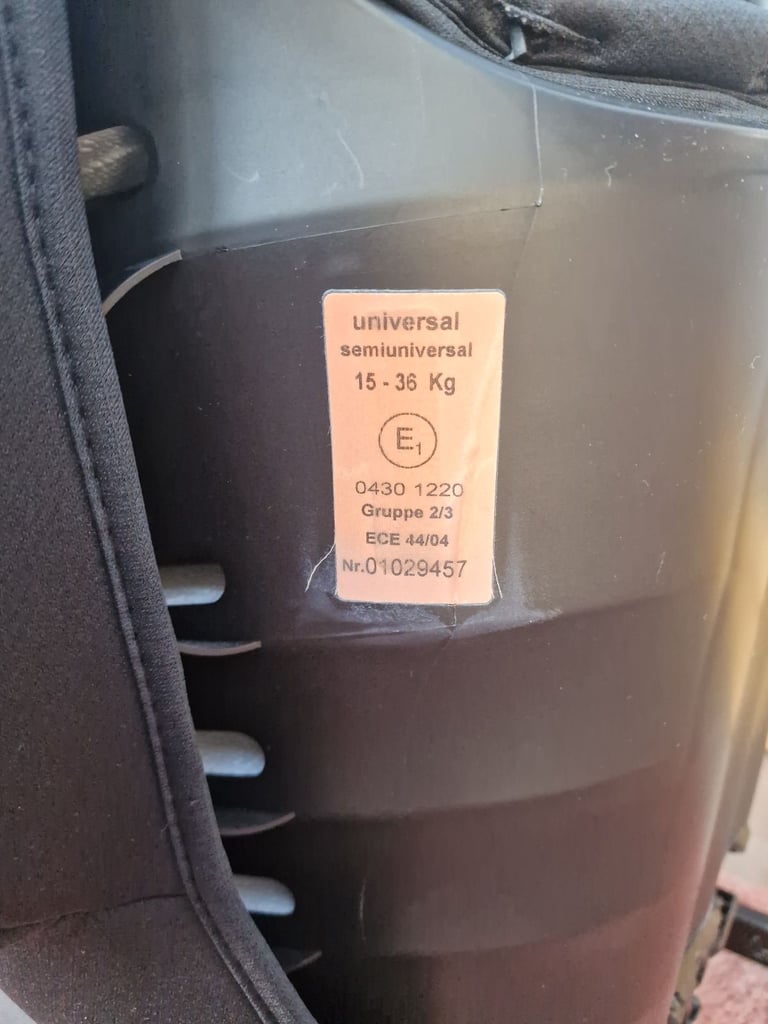 universal
semiuniversal
15 - 36 Kg
E1
0430 1220
Gruppe 2/3
ECE 44/04
Nr.01029457